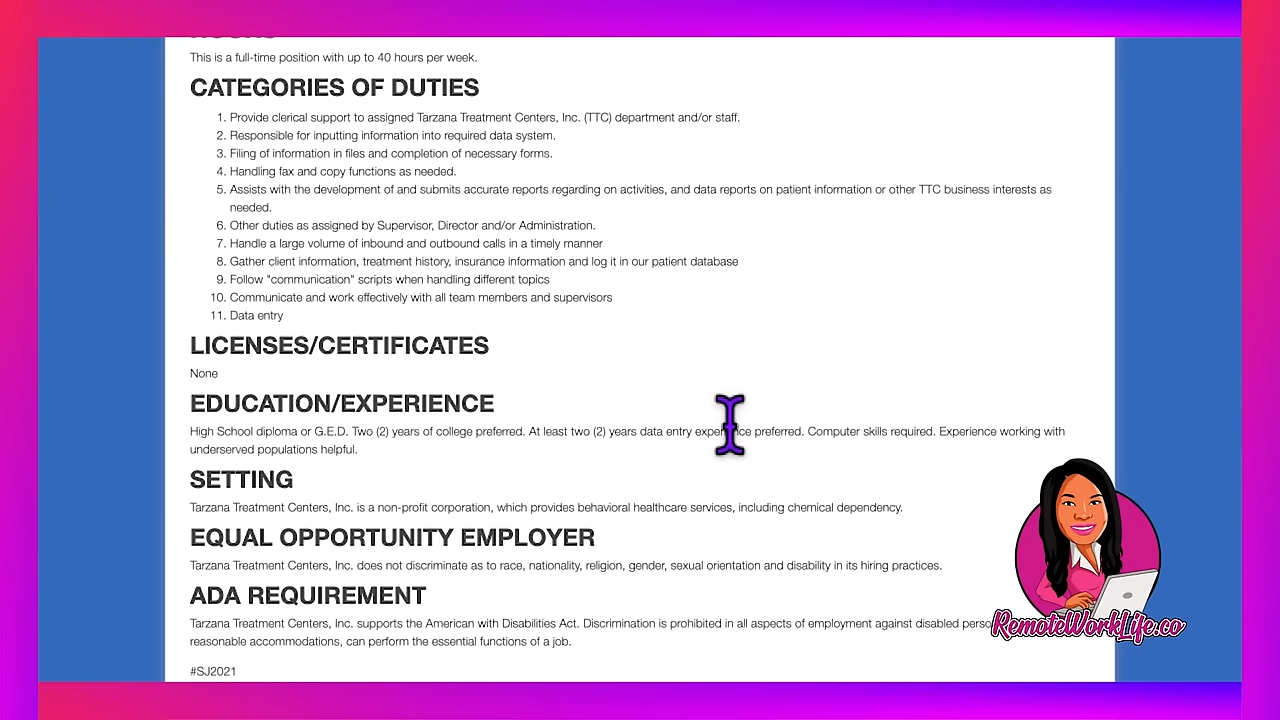 This is a full-time position with up to 40 hours per week.
CATEGORIES OF DUTIES
1. Provide clerical support to assigned Tarzana Treatment Centers, Inc. (TTC) department and/or staff.
2. Responsible for inputting information into required data system.
3. Filing of information in files and completion of necessary forms.
4. Handling fax and copy functions as needed.
5. Assists with the development of and submits accurate reports regarding on activities, and data reports on patient information or other TTC business interests as
needed.
6. Other duties as assigned by Supervisor, Director and/or Administration.
7. Handle a large volume of inbound and outbound calls in a timely manner
8. Gather client information, treatment history, insurance information and log it in our patient database
9. Follow "communication" scripts when handling different topics
10. Communicate and work effectively with all team members and supervisors
11. Data entry
LICENSES/CERTIFICATES
None
EDUCATION/EXPERIENCE
High School diploma or G.E.D. Two (2) years of college preferred. At least two (2) years data entry experience preferred. Computer skills required. Experience working with
underserved populations helpful.
SETTING
Tarzana Treatment Centers, Inc. is a non-profit corporation, which provides behavioral healthcare services, including chemical dependency.
EQUAL OPPORTUNITY EMPLOYER
Tarzana Treatment Centers, Inc. does not discriminate as to race, nationality, religion, gender, sexual orientation and disability in its hiring practices.
ADA REQUIREMENT
Tarzana Treatment Centers, Inc. supports the American with Disabilities Act. Discrimination is prohibited in all aspects of employment against disabled
reasonable accommodations, can perform the essential functions of a job.
#SJ2021
RemoteWorkLife.co